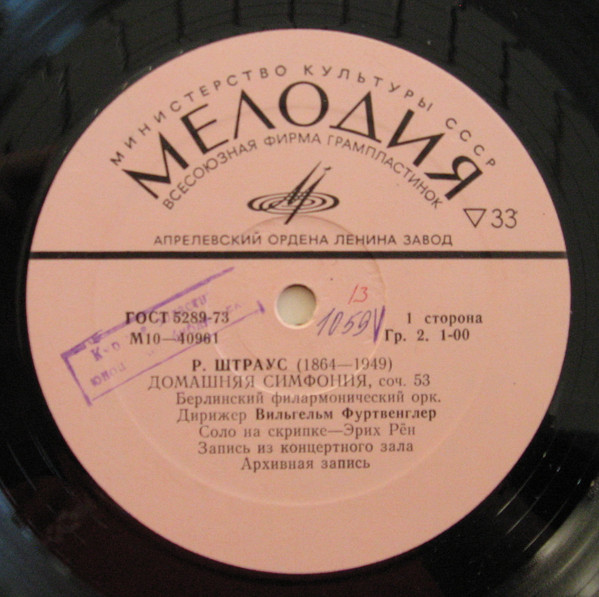 МИНИСТЕРСТВО КУЛЬТУРЫ СССР
МЕЛОДИЯ
ВСЕСОЮЗНАЯ ФИРМА ГРАМПЛАСТИНОК
▽33
АПРЕЛЕВСКИЙ ОРДЕНА ЛЕНИНА ЗАВОД
13
ГОСТ 5289-73
1059
1 сторона
М10—40961
Гр. 2. 1-00
Р. ШТРАУС (1864—1949)
ДОМАШНЯЯ СИМФОНИЯ, соч. 53
Берлинский филармонический орк.
Дирижер Вильгельм Фуртвенглер
Соло на скрипке—Эрих Рён
Запись из концертного зала
Архивная запись